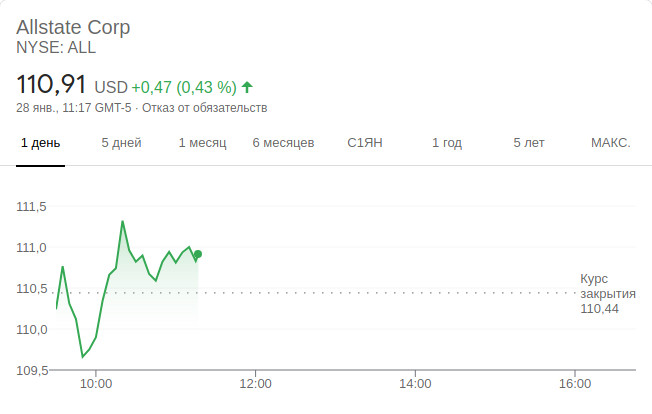 Allstate Corp
NYSE: ALL
110,91 USD +0,47 (0,43 %)
28 янв., 11:17 GMT-5 · Отказ от обязательств
1 день 5 дней 1 месяц 6 месяцев С1ЯН 1 год 5 лет МАКС.
111,5
111,0
110,5
110,0
109,5
Курс
закрытия
110,44
10:00 12:00 14:00 16:00